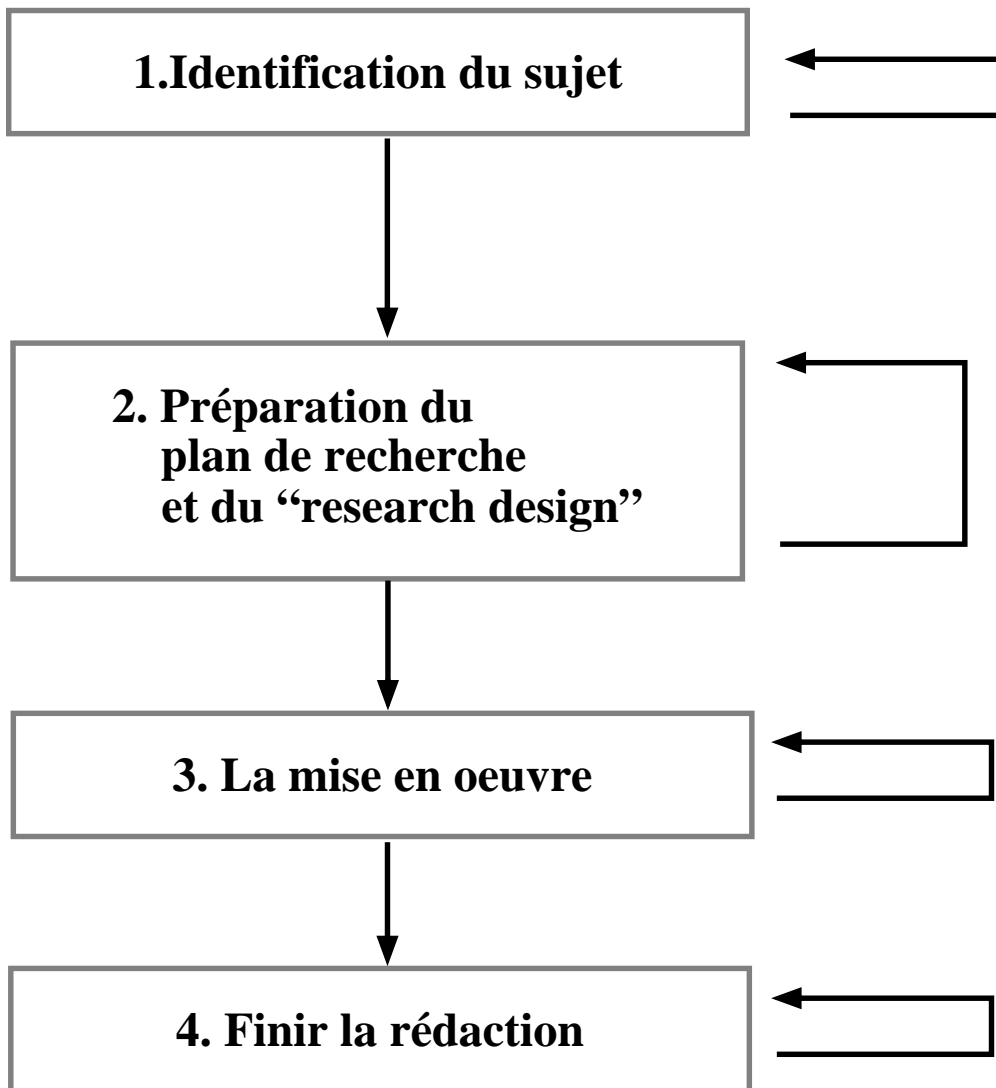 1.Identification du sujet
2. Préparation du
plan de recherche
et du “research design”
3. La mise en oeuvre
4. Finir la rédaction